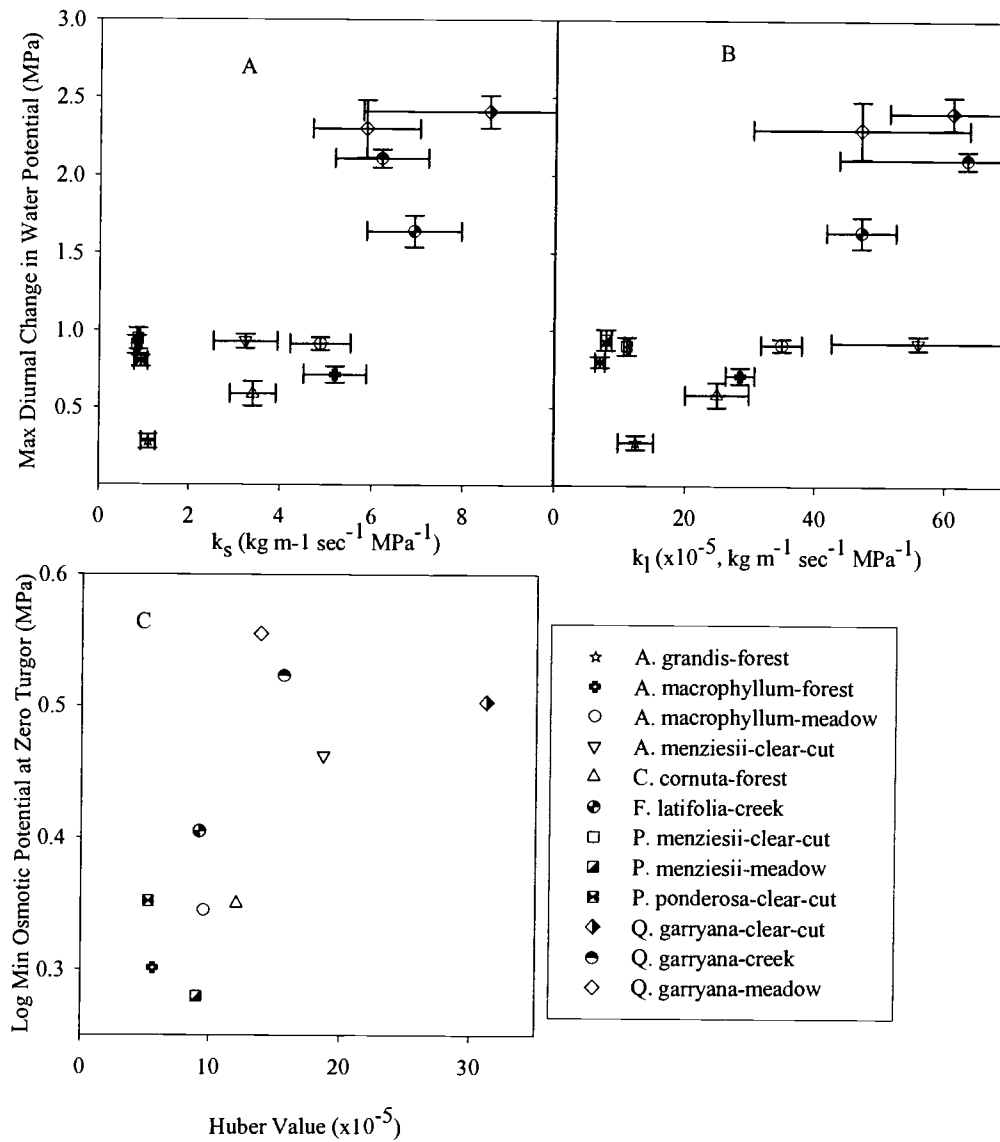 Max Diurnal Change in Water Potential (MPa)
3.0
2.5
2.0
1.5
1.0
0.5
A
B
0
2
4
6
8
0
20
40
60
k_s (kg m-1 sec⁻¹ MPa⁻¹)
k_l (x10⁻⁵, kg m⁻¹ sec⁻¹ MPa⁻¹)
Log Min Osmotic Potential at Zero Turgor (MPa)
0.6
0.5
0.4
0.3
C
0
10
20
30
Huber Value (x10⁻⁵)
A. grandis-forest
A. macrophyllum-forest
A. macrophyllum-meadow
A. menziesii-clear-cut
C. cornuta-forest
F. latifolia-creek
P. menziesii-clear-cut
P. menziesii-meadow
P. ponderosa-clear-cut
Q. garryana-clear-cut
Q. garryana-creek
Q. garryana-meadow